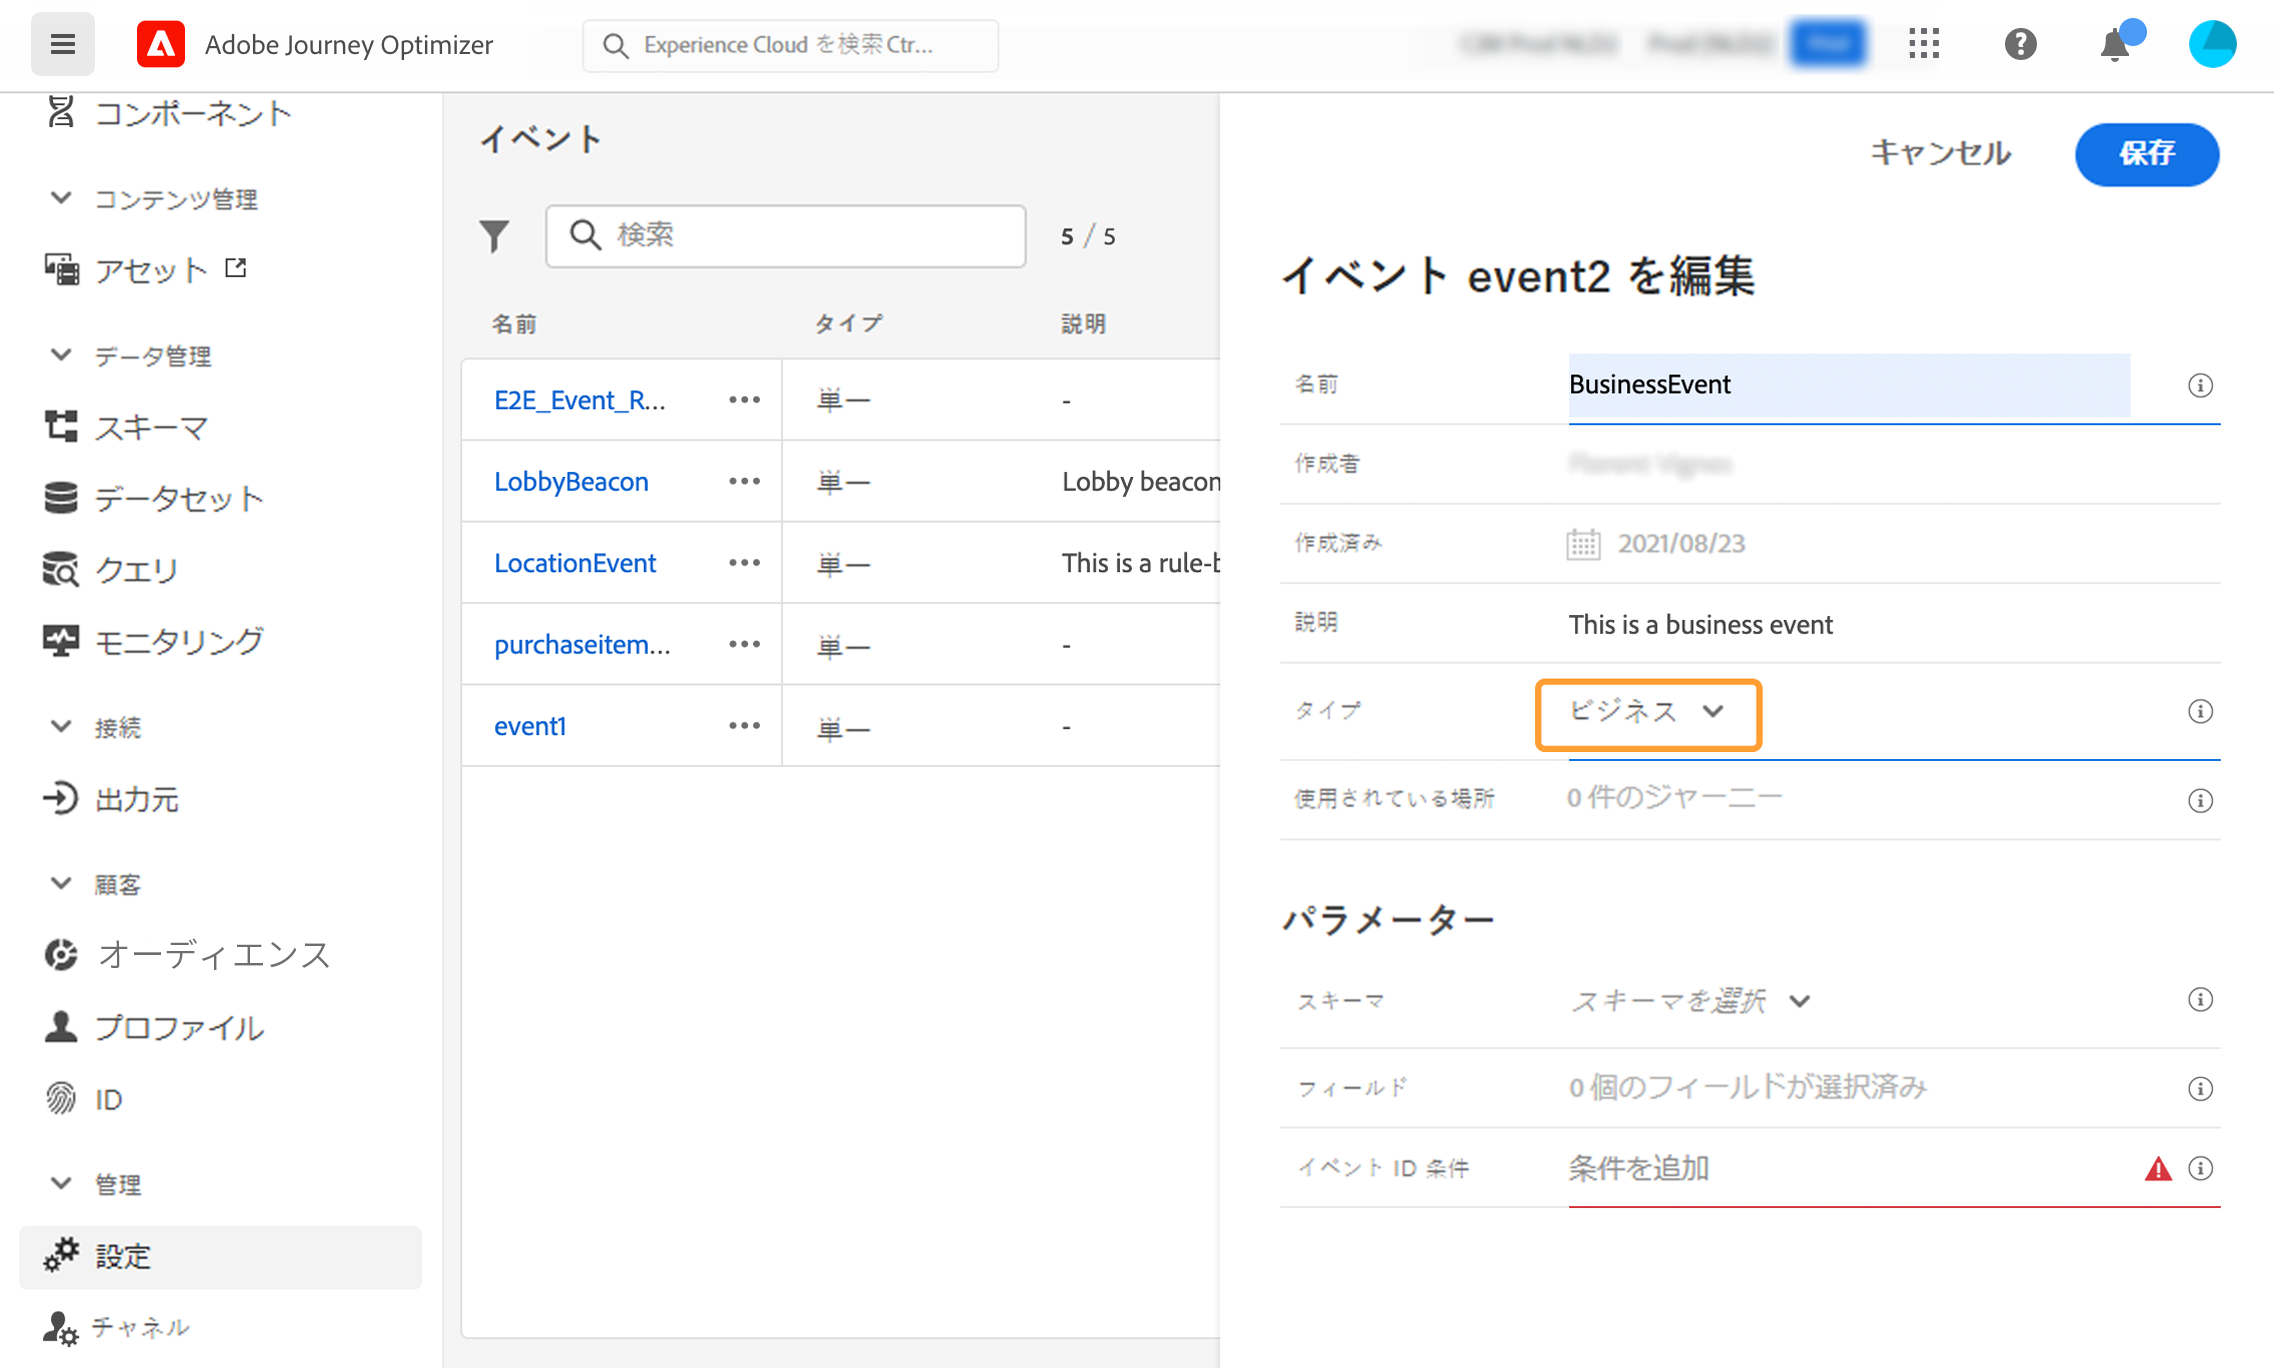 Adobe Journey Optimizer
Experience Cloud を検索 Ctr...
コンポーネント
コンテンツ管理
アセット
データ管理
スキーマ
データセット
クエリ
モニタリング
接続
出力元
顧客
オーディエンス
プロファイル
ID
管理
設定
チャネル
イベント
検索
5 / 5
名前 タイプ 説明
E2E_Event_R... 単一 -
LobbyBeacon 単一 Lobby beacon
LocationEvent 単一 This is a rule-b
purchaseitem... 単一 -
event1 単一 -
キャンセル 保存
イベント event2 を編集
名前 BusinessEvent
作成者
作成済み 2021/08/23
説明 This is a business event
タイプ ビジネス
使用されている場所 0 件のジャーニー
パラメーター
スキーマ スキーマを選択
フィールド 0 個のフィールドが選択済み
イベント ID 条件 条件を追加